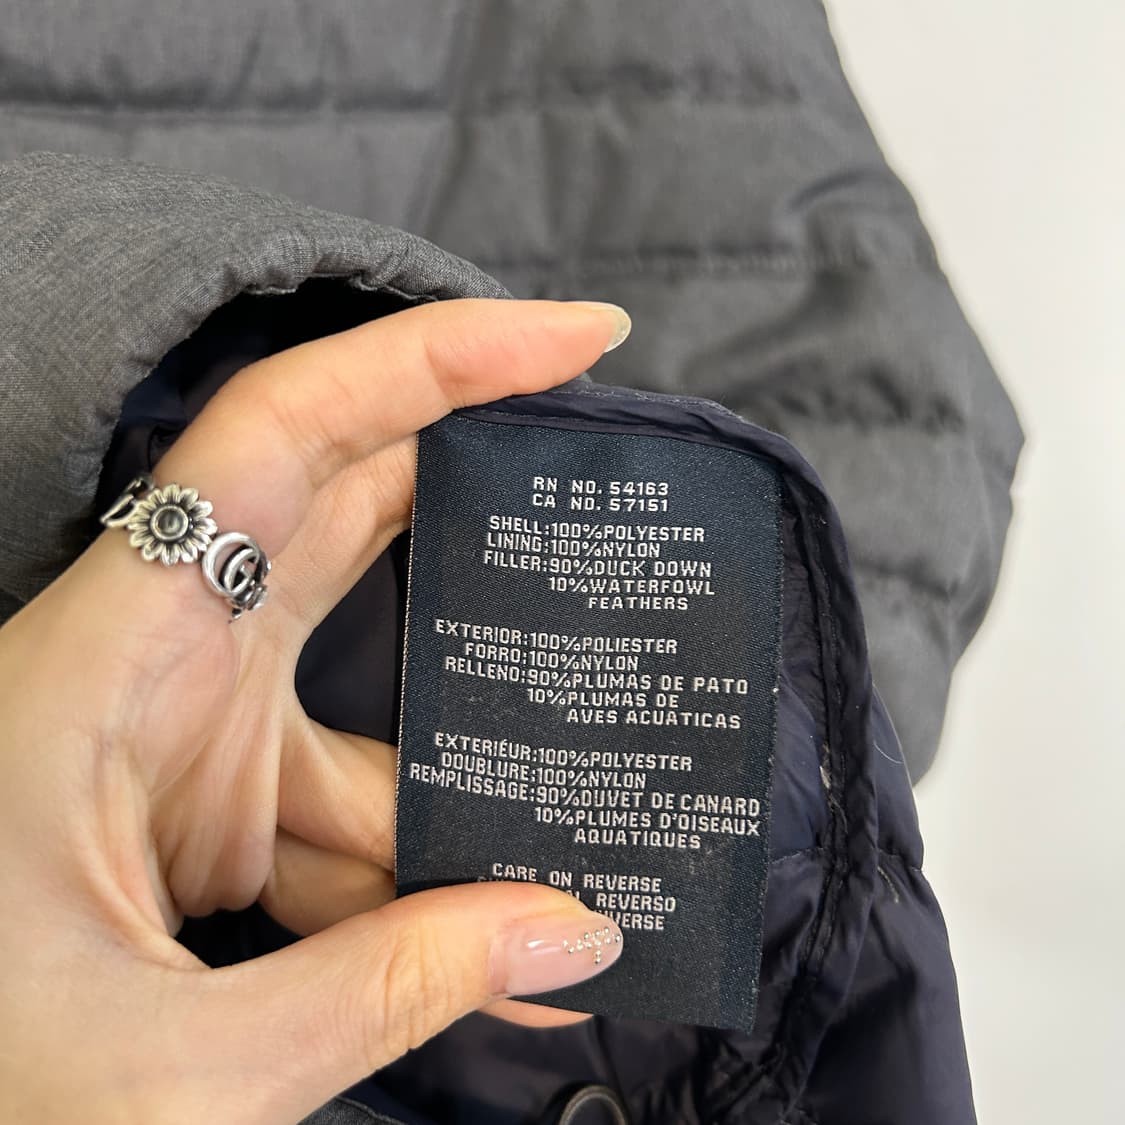 RN NO. 54163
CA NO. 57151
SHELL:100%POLYESTER
LINING:100%NYLON
FILLER:90%DUCK DOWN
10%WATERFOWL
FEATHERS
EXTERIOR:100%POLIESTER
FORRO:100%NYLON
RELLENO:90%PLUMAS DE PATO
10%PLUMAS DE
AVES ACUATICAS
EXTERIÉUR:100%POLYESTER
DOUBLURE:100%NYLON
REMPLISSAGE:90%DUVET DE CANARD
10%PLUMES D'OISEAUX
AQUATIQUES
CARE ON REVERSE
REVERSO